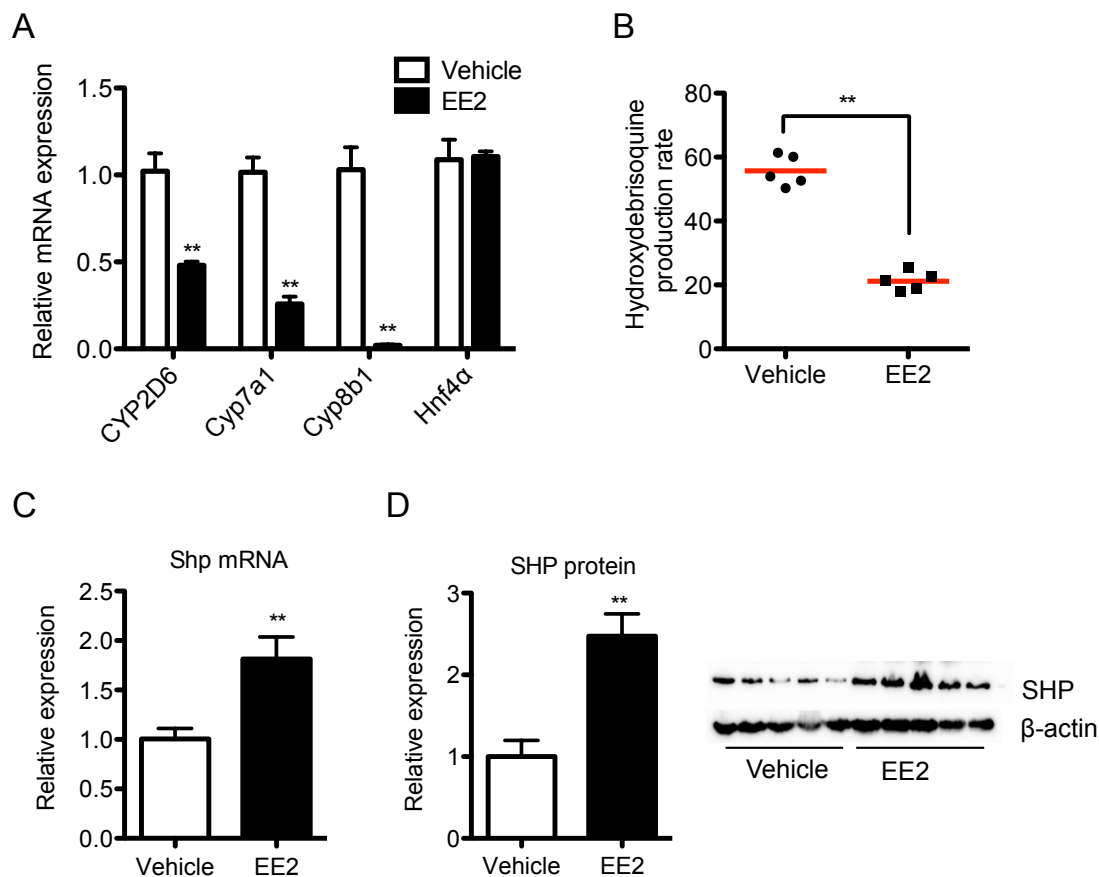 A
Vehicle
EE2
Relative mRNA expression
1.5
1.0
0.5
0.0
**
**
**
CYP2D6
Cyp7a1
Cyp8b1
Hnf4α
B
Hydroxydebrisoquine
production rate
80
60
40
20
0
**
Vehicle
EE2
C
Shp mRNA
Relative expression
2.5
2.0
1.5
1.0
0.5
0.0
**
Vehicle
EE2
D
SHP protein
Relative expression
3
2
1
0
**
Vehicle
EE2
SHP
β-actin
Vehicle
EE2